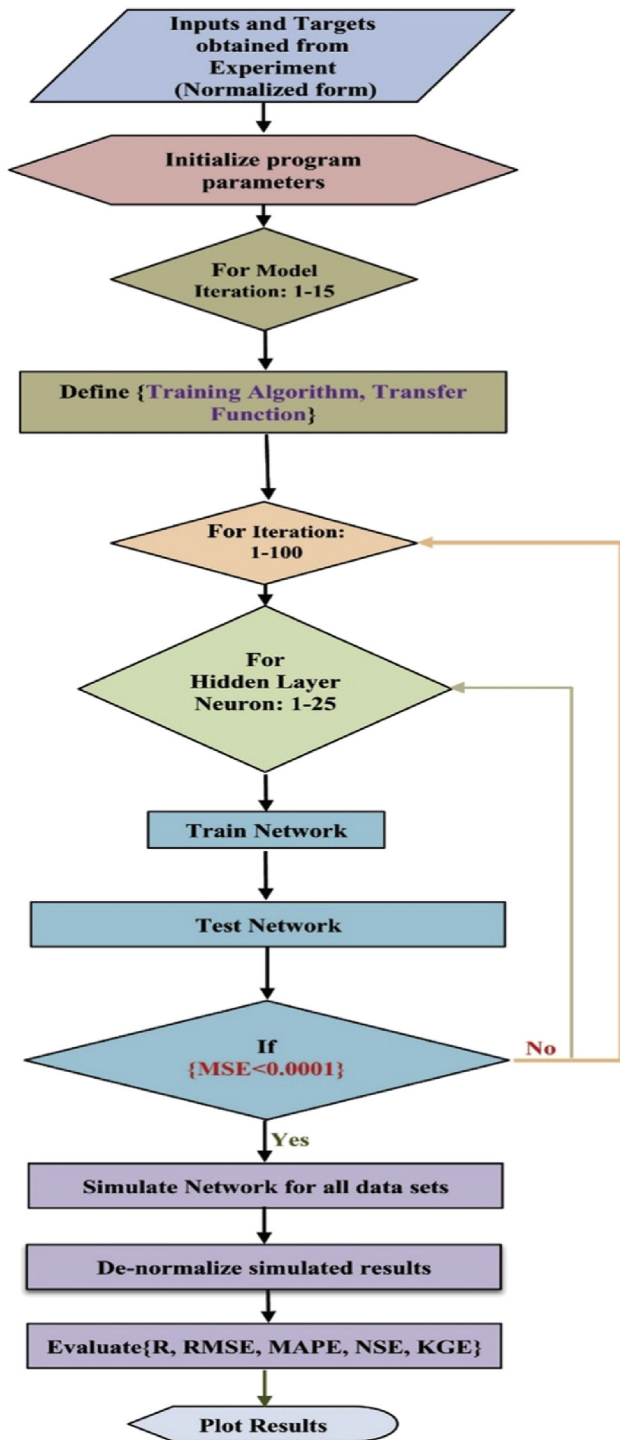 Inputs and Targets
obtained from
Experiment
(Normalized form)
Initialize program
parameters
For Model
Iteration: 1-15
Define {Training Algorithm, Transfer
Function}
For Iteration:
1-100
For
Hidden Layer
Neuron: 1-25
Train Network
Test Network
If
{MSE<0.0001}
No
Yes
Simulate Network for all data sets
De-normalize simulated results
Evaluate{R, RMSE, MAPE, NSE, KGE}
Plot Results